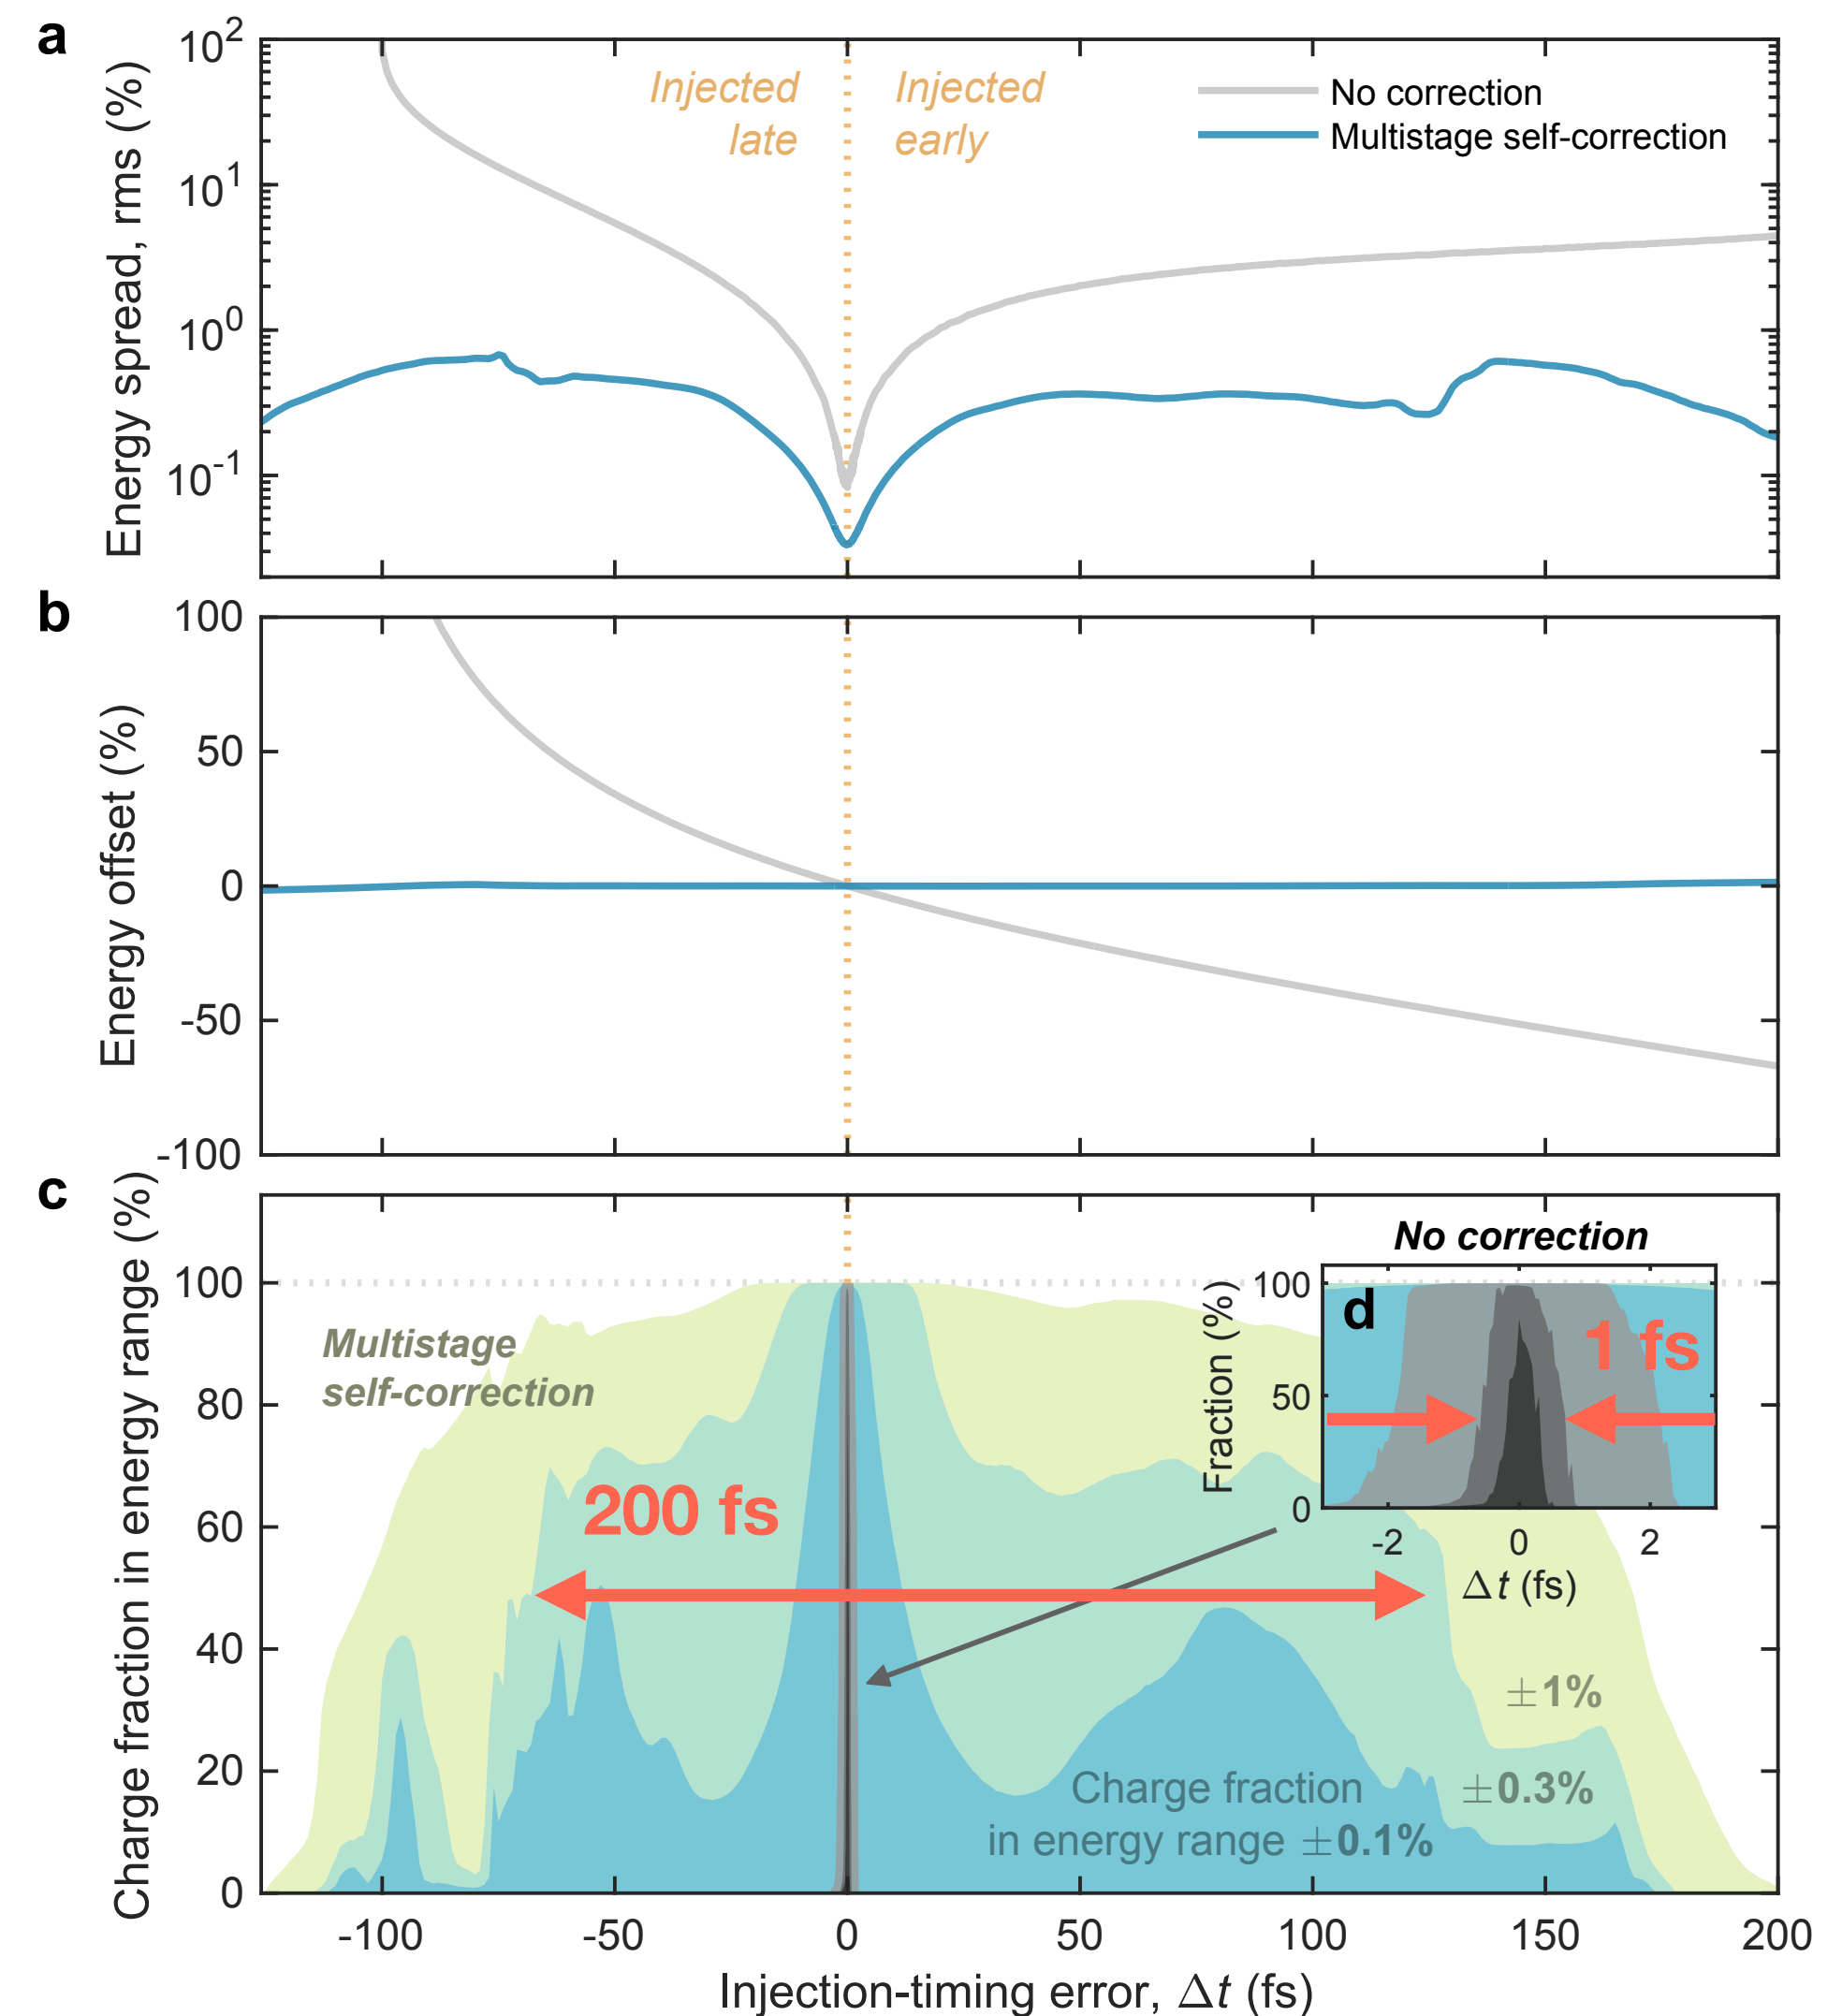 a
Energy spread, rms (%)
10^2
10^1
10^0
10^-1
Injected
late
Injected
early
No correction
Multistage self-correction
b
Energy offset (%)
100
50
0
-50
-100
c
Charge fraction in energy range (%)
100
80
60
40
20
0
Multistage
self-correction
200 fs
No correction
d
1 fs
Fraction (%)
100
50
0
-2 0 2
Δt (fs)
±1%
±0.3%
Charge fraction
in energy range ±0.1%
-100 -50 0 50 100 150 200
Injection-timing error, Δt (fs)